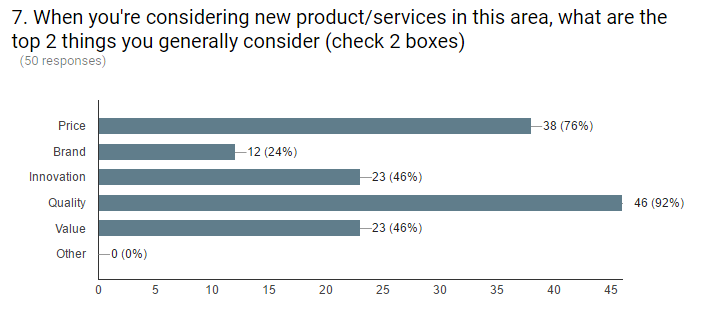 7. When you're considering new product/services in this area, what are the
top 2 things you generally consider (check 2 boxes)
(50 responses)
Price 38 (76%)
Brand 12 (24%)
Innovation 23 (46%)
Quality 46 (92%)
Value 23 (46%)
Other 0 (0%)
0 5 10 15 20 25 30 35 40 45